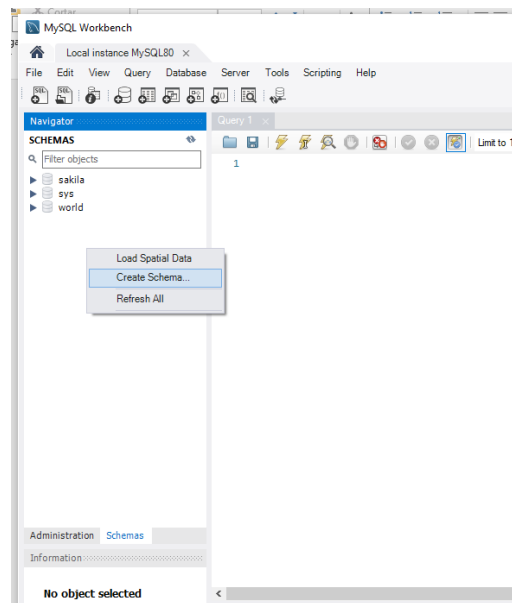 Cortar
MySQL Workbench
Local instance MySQL80
File Edit View Query Database Server Tools Scripting Help
Navigator
Query 1
SCHEMAS
Limit to 1
Filter objects
1
sakila
sys
world
Load Spatial Data
Create Schema...
Refresh All
Administration Schemas
Information
No object selected